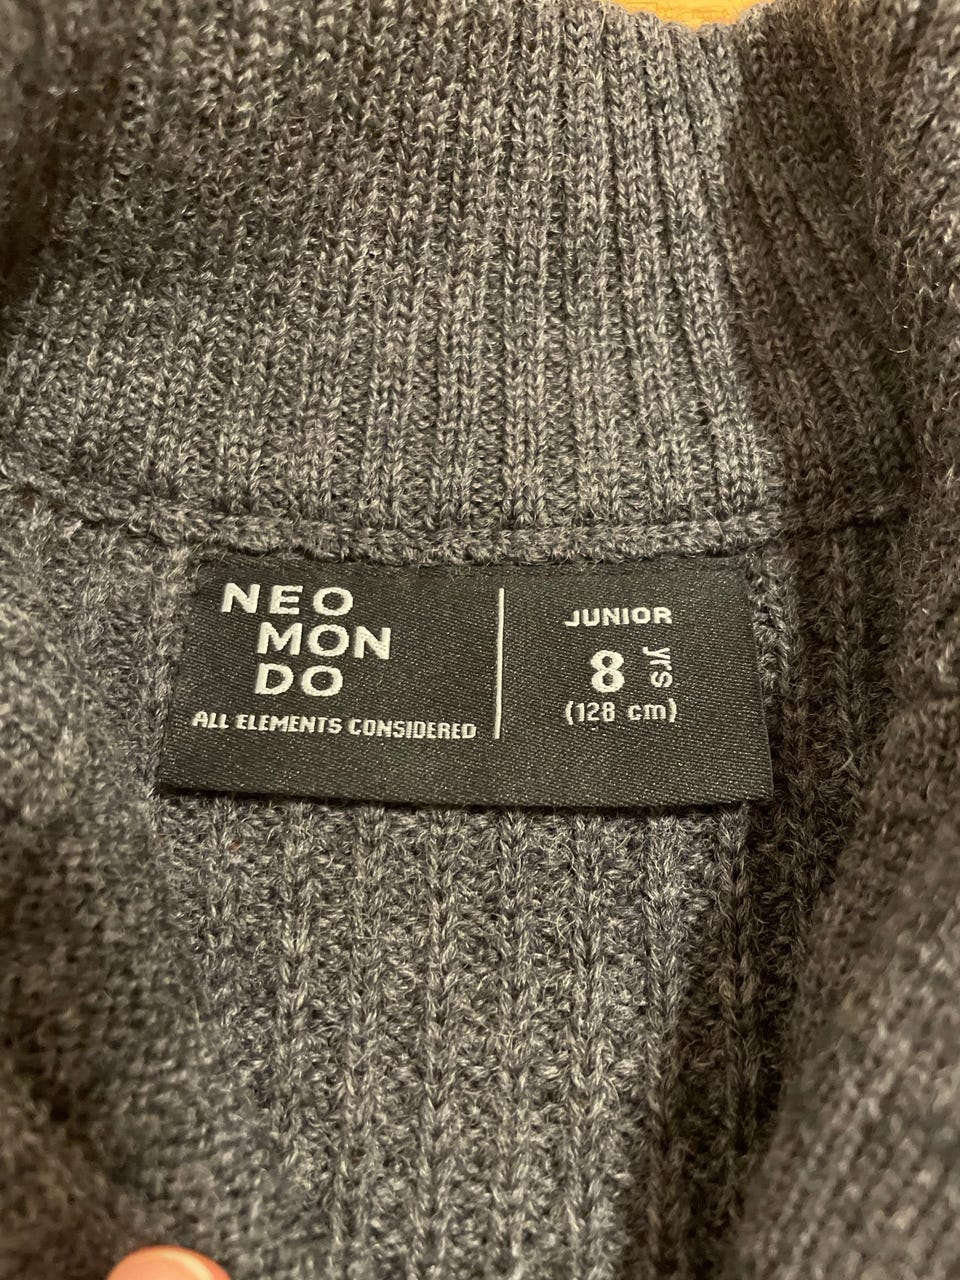 NEO
MON
DO
ALL ELEMENTS CONSIDERED
JUNIOR
8 yrs
(128 cm)